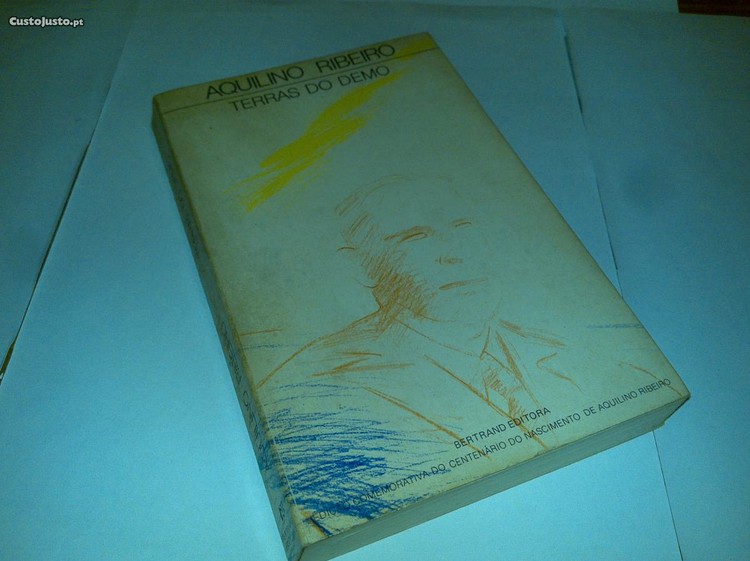 CustoJusto.pt
AQUILINO RIBEIRO
TERRAS DO DEMO
BERTRAND EDITORA
EDIÇÃO COMEMORATIVA DO CENTENÁRIO DO NASCIMENTO DE AQUILINO RIBEIRO